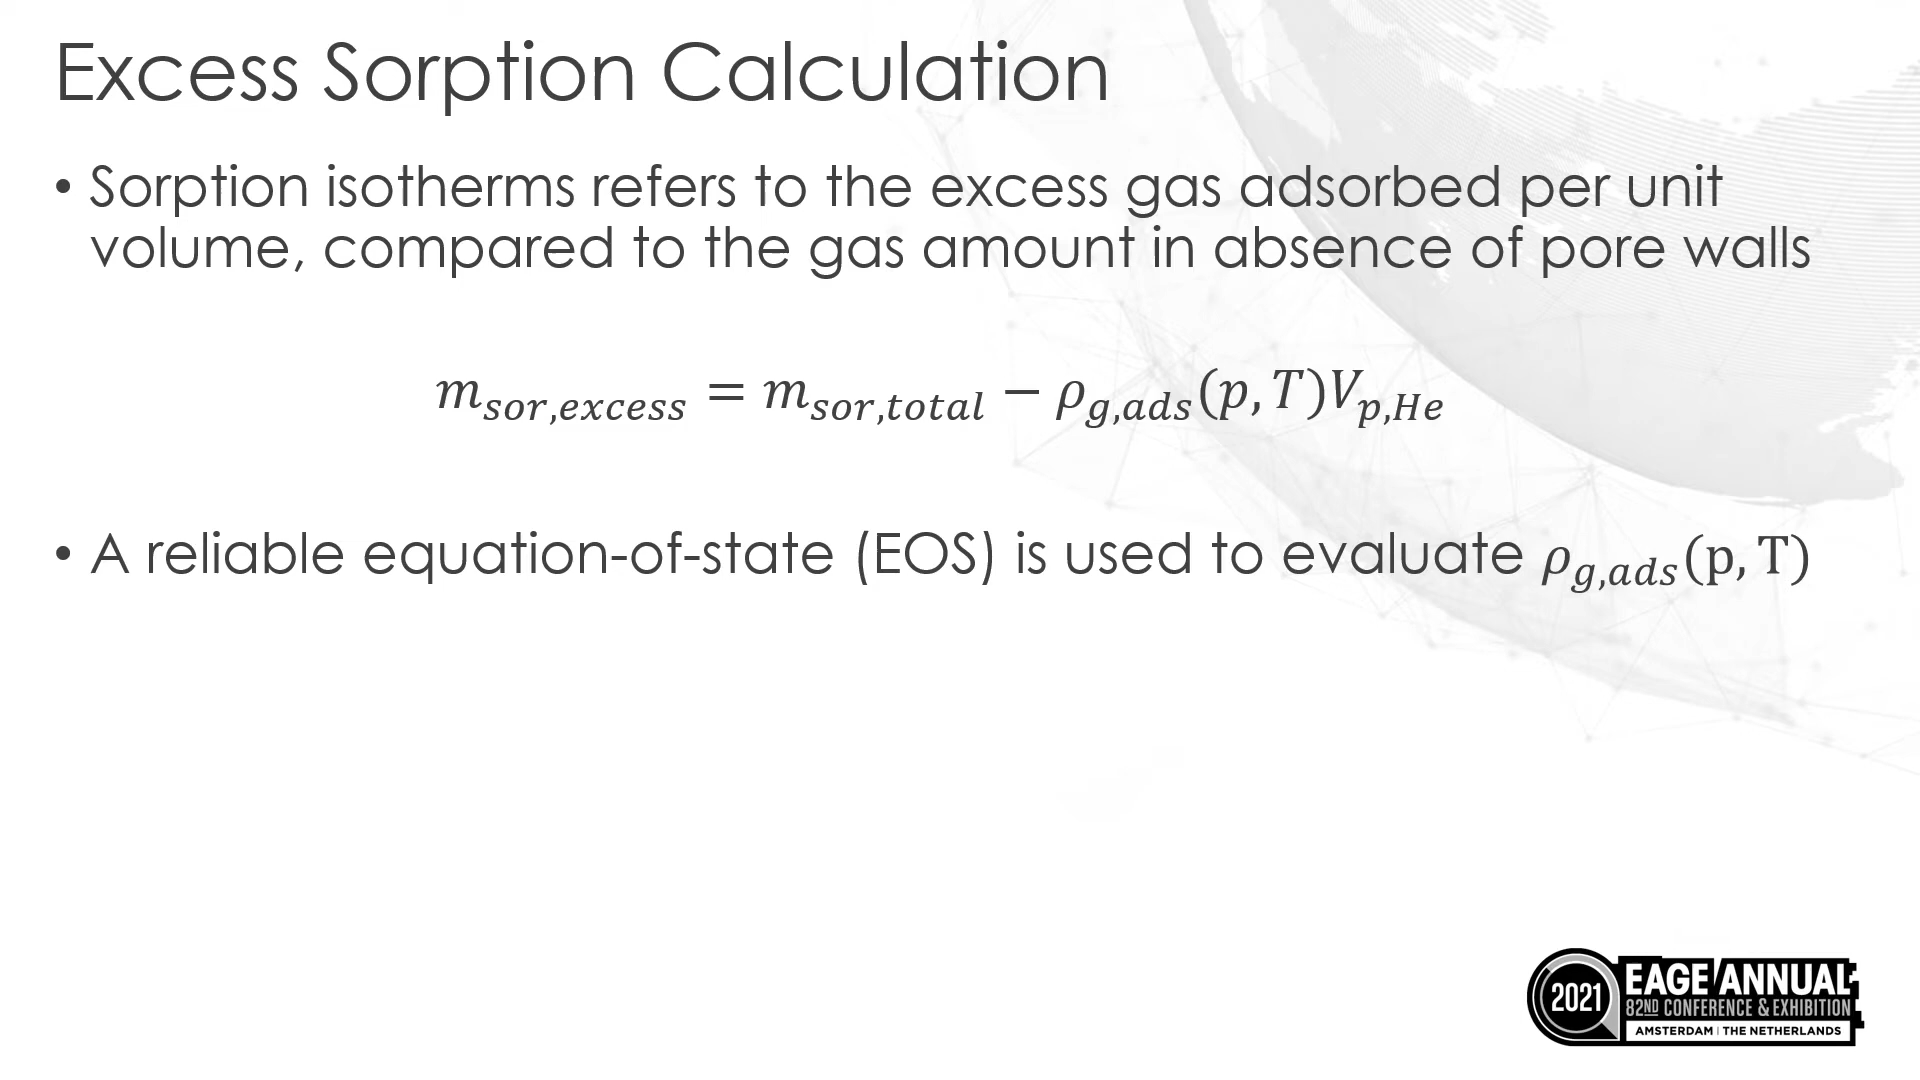 Excess Sorption Calculation
• Sorption isotherms refers to the excess gas adsorbed per unit
volume, compared to the gas amount in absence of pore walls
𝑚_{𝑠𝑜𝑟,𝑒𝑥𝑐𝑒𝑠𝑠} = 𝑚_{𝑠𝑜𝑟,𝑡𝑜𝑡𝑎𝑙} − 𝜌_{𝑔,𝑎𝑑𝑠}(𝑝, 𝑇)𝑉_{𝑝,𝐻𝑒}
• A reliable equation-of-state (EOS) is used to evaluate 𝜌_{𝑔,𝑎𝑑𝑠}(p, T)
2021
EAGE ANNUAL
82ND CONFERENCE & EXHIBITION
AMSTERDAM | THE NETHERLANDS